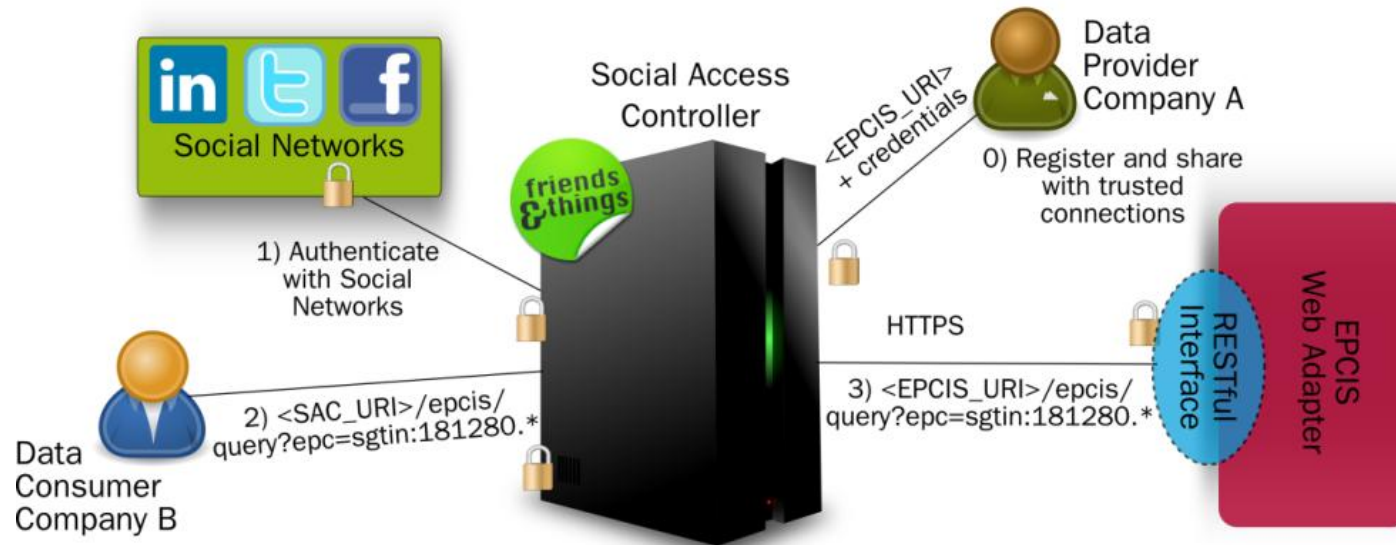 in
t
f
Social Networks
Social Access
Controller
friends
&things
<EPCIS_URI>
+ credentials
Data
Provider
Company A
0) Register and share
with trusted
connections
1) Authenticate
with Social
Networks
HTTPS
RESTful
Interface
EPCIS
Web Adapter
2) <SAC_URI>/epcis/
query?epc=sgtin:181280.*
3) <EPCIS_URI>/epcis/
query?epc=sgtin:181280.*
Data
Consumer
Company B